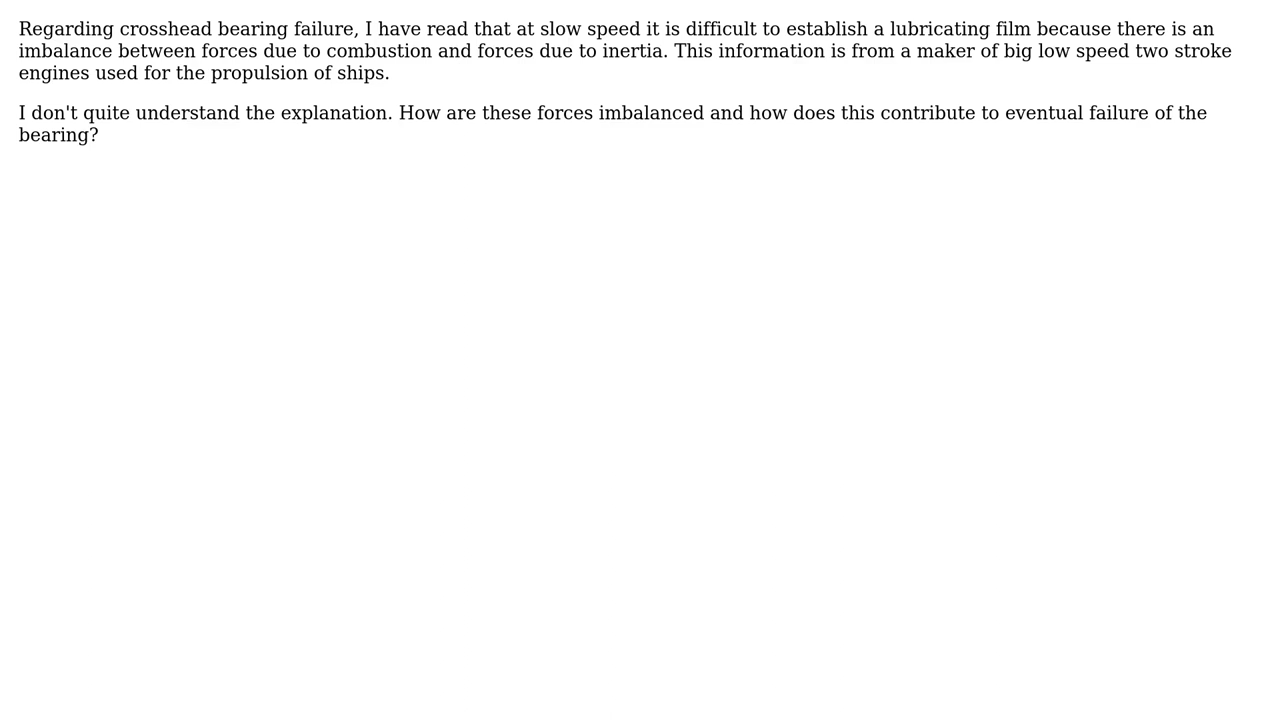 Regarding crosshead bearing failure, I have read that at slow speed it is difficult to establish a lubricating film because there is an
imbalance between forces due to combustion and forces due to inertia. This information is from a maker of big low speed two stroke
engines used for the propulsion of ships.
I don't quite understand the explanation. How are these forces imbalanced and how does this contribute to eventual failure of the
bearing?